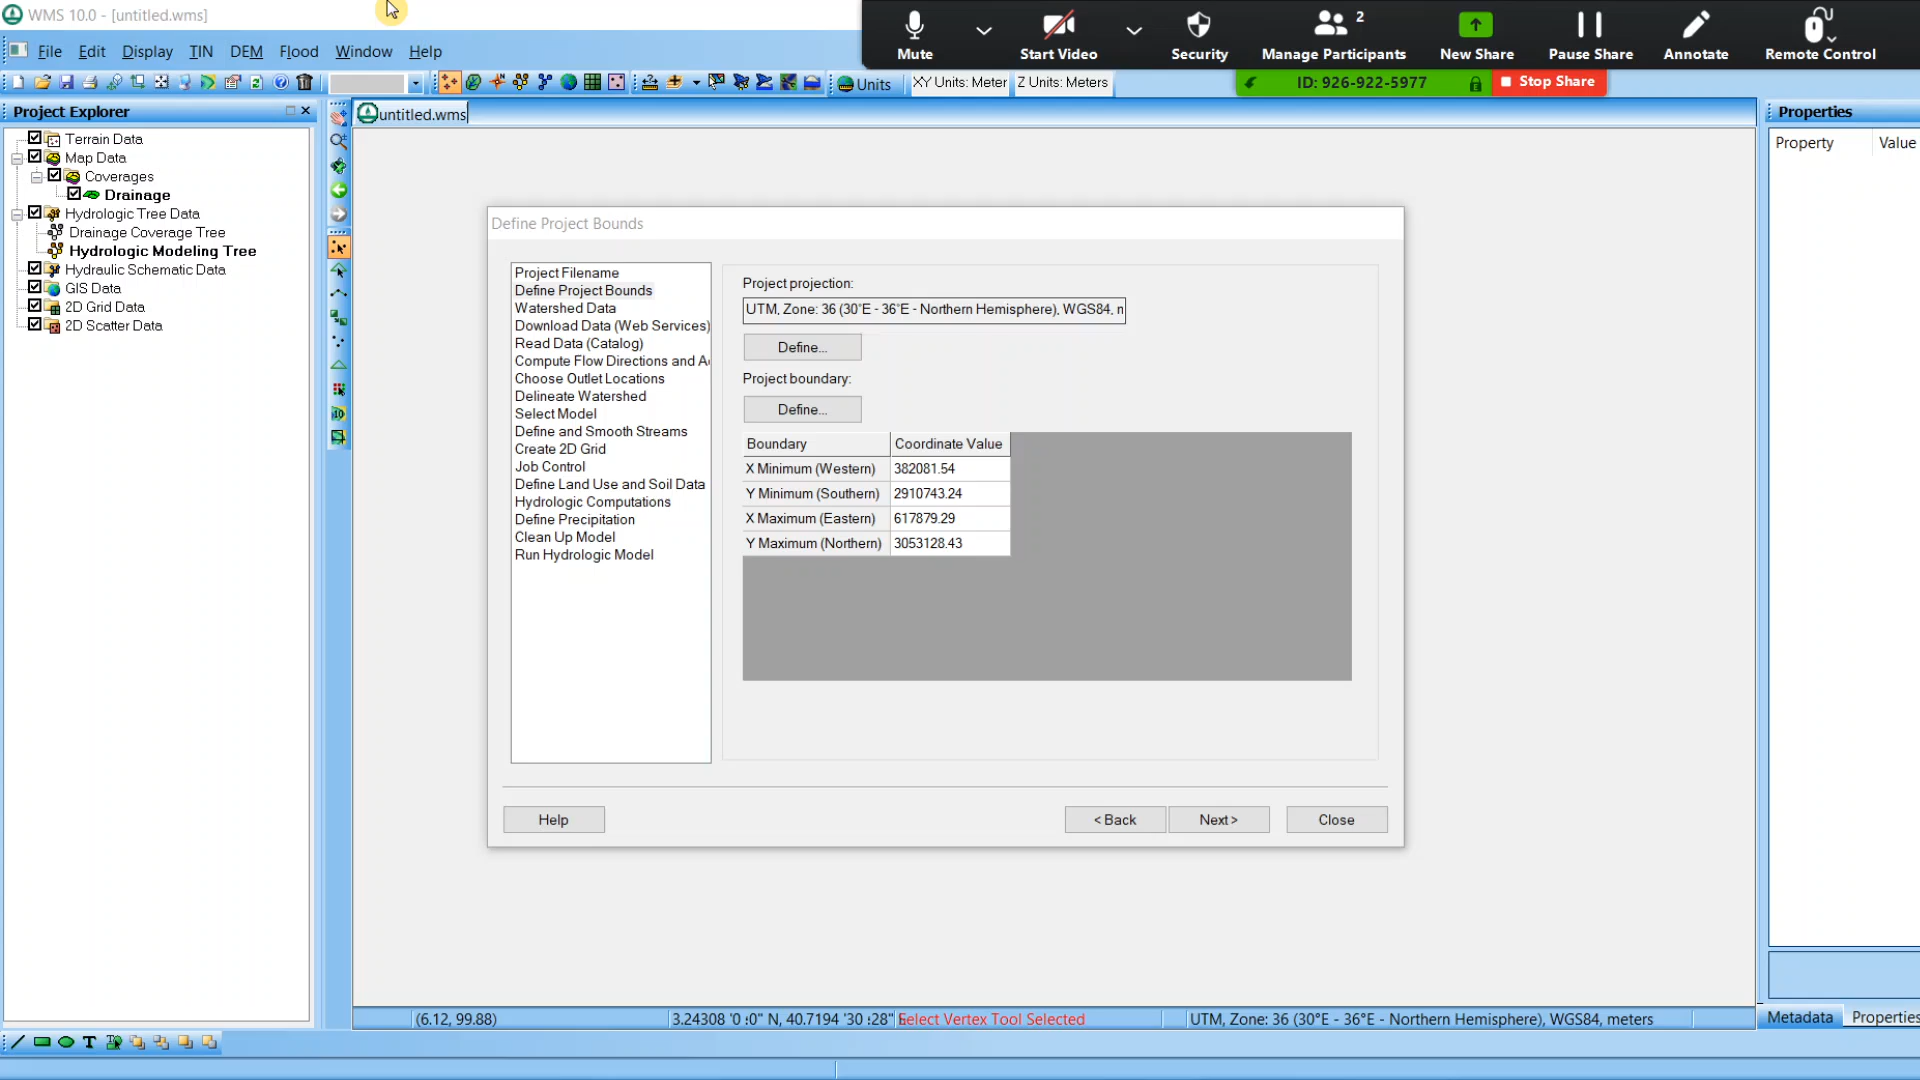 WMS 10.0 - [untitled.wms]
File Edit Display TIN DEM Flood Window Help
Mute
Start Video
Security
Manage Participants
2
New Share
Pause Share
Annotate
Remote Control
Units
XY Units: Meter
Z Units: Meters
ID: 926-922-5977
Stop Share
Project Explorer
Terrain Data
Map Data
Coverages
Drainage
Hydrologic Tree Data
Drainage Coverage Tree
Hydrologic Modeling Tree
Hydraulic Schematic Data
GIS Data
2D Grid Data
2D Scatter Data
untitled.wms
Define Project Bounds
Project Filename
Define Project Bounds
Watershed Data
Download Data (Web Services)
Read Data (Catalog)
Compute Flow Directions and A
Choose Outlet Locations
Delineate Watershed
Select Model
Define and Smooth Streams
Create 2D Grid
Job Control
Define Land Use and Soil Data
Hydrologic Computations
Define Precipitation
Clean Up Model
Run Hydrologic Model
Project projection:
UTM, Zone: 36 (30°E - 36°E - Northern Hemisphere), WGS84, m
Define...
Project boundary:
Define...
Boundary Coordinate Value
X Minimum (Western) 382081.54
Y Minimum (Southern) 2910743.24
X Maximum (Eastern) 617879.29
Y Maximum (Northern) 3053128.43
Help
< Back
Next >
Close
Properties
Property Value
(6.12, 99.88)
3.24308 '0 :0" N, 40.7194 '30 :28"
Select Vertex Tool Selected
UTM, Zone: 36 (30°E - 36°E - Northern Hemisphere), WGS84, meters
Metadata
Properties
T